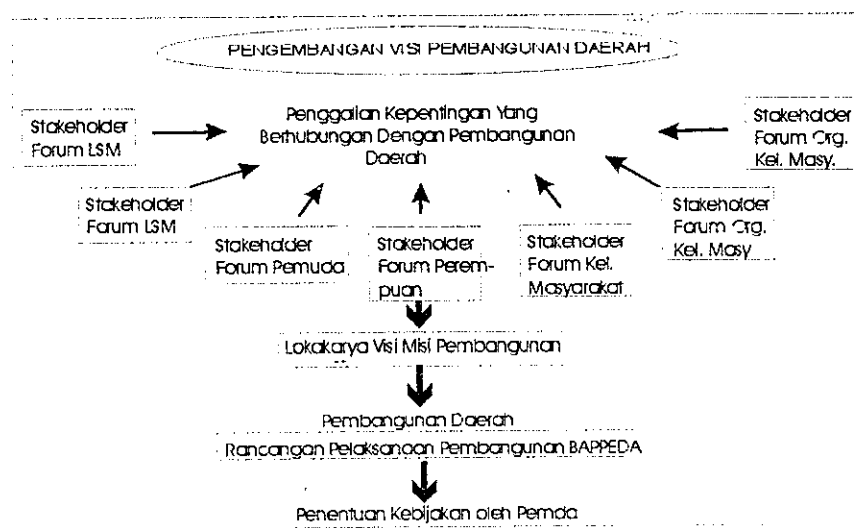 PENGEMBANGAN VISI PEMBANGUNAN DAERAH
Penggalian Kepentingan Yang
Berhubungan Dengan Pembangunan
Daerah
Stakeholder
Forum LSM
Stakeholder
Forum Org.
Kel. Masy.
Stakeholder
Forum LSM
Stakeholder
Forum Org.
Kel. Masy
Stakeholder
Forum Pemuda
Stakeholder
Forum Perem-
puan
Stakeholder
Forum Kel.
Masyarakat
Lokakarya Visi Misi Pembangunan
Pembangunan Daerah
Rancangan Pelaksanaan Pembangunan BAPPEDA
Penentuan Kebijakan oleh Pemda